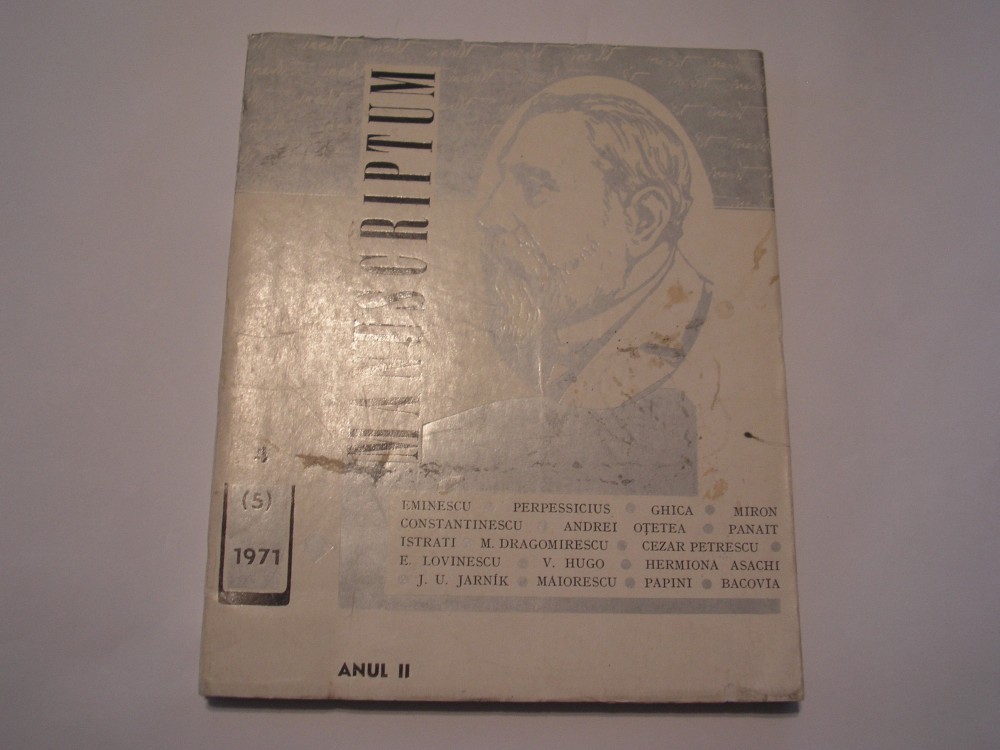 MANUSCRIPTUM
4
(5)
1971
EMINESCU PERPESSICIUS GHICA MIRON
CONSTANTINESCU ANDREI OȚETEA PANAIT
ISTRATI M. DRAGOMIRESCU CEZAR PETRESCU
E. LOVINESCU V. HUGO HERMIONA ASACHI
J. U. JARNÍK MAIORESCU PAPINI BACOVIA
ANUL II